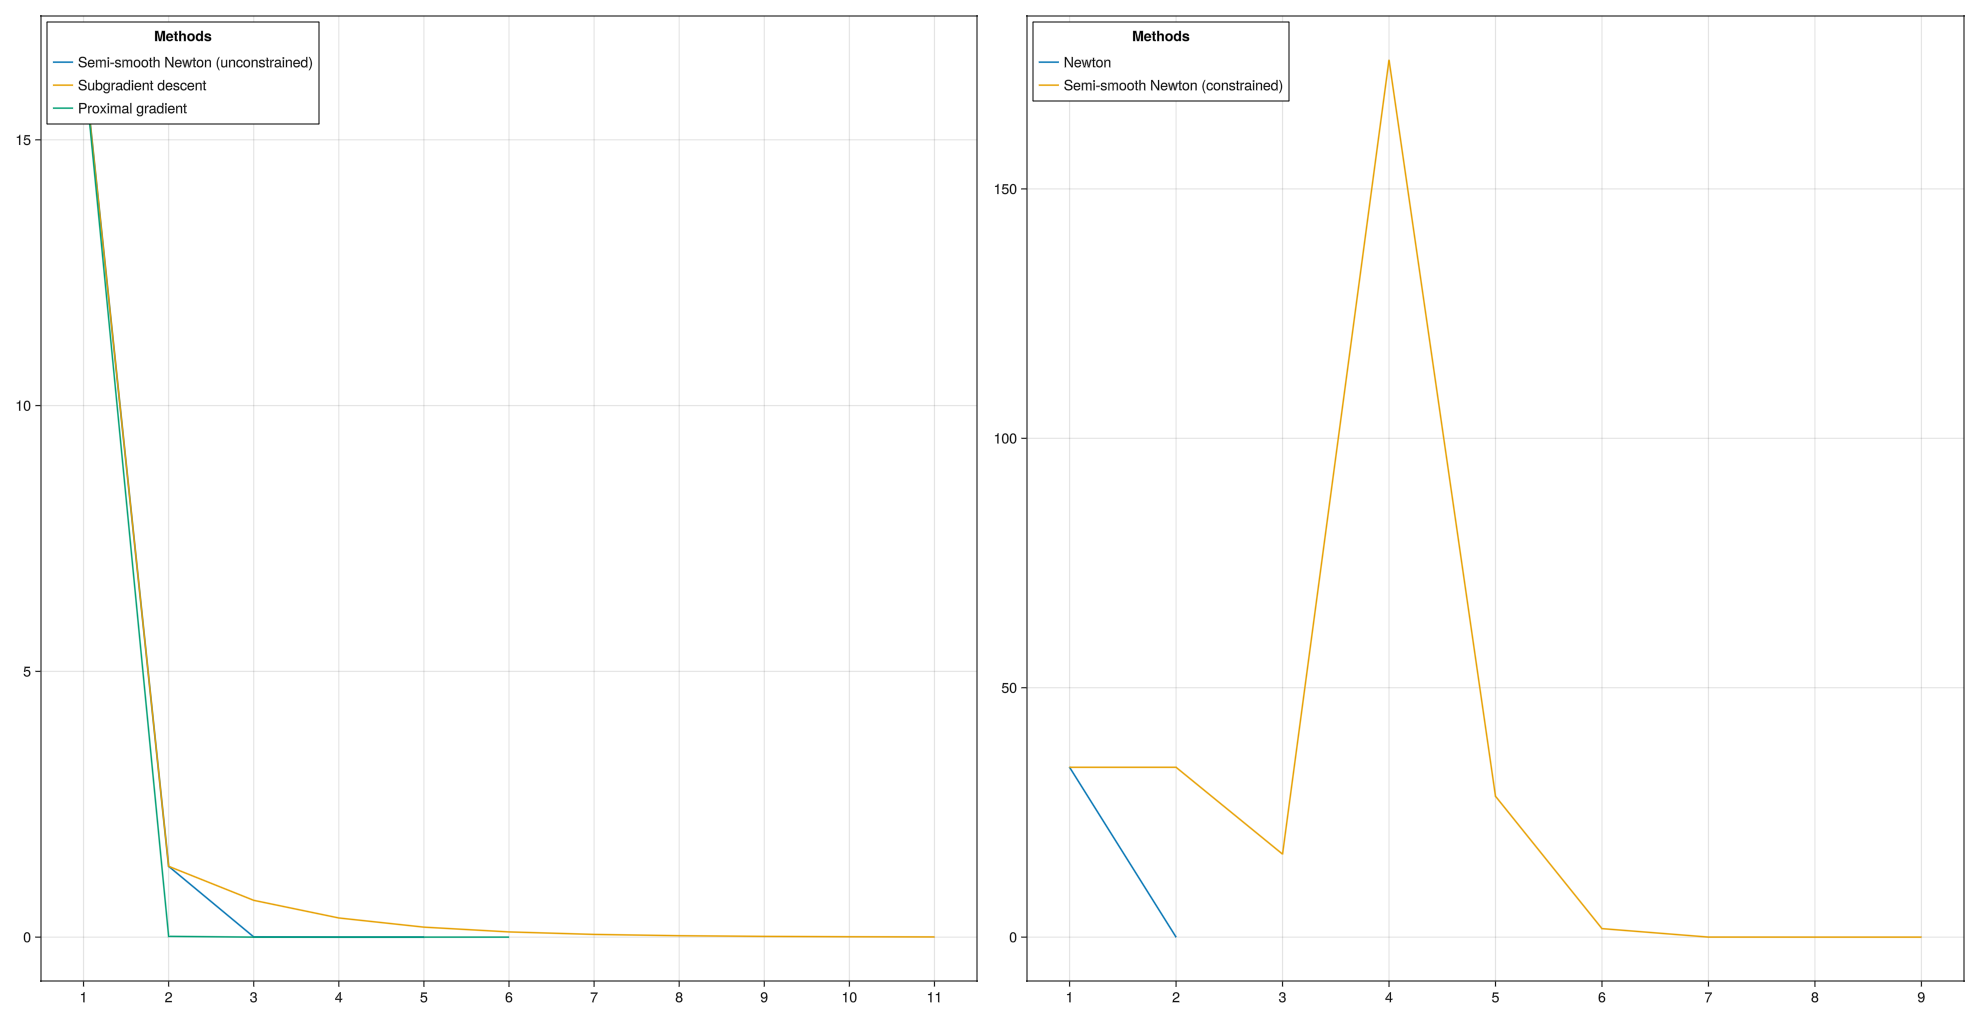 Methods
Semi-smooth Newton (unconstrained)
Subgradient descent
Proximal gradient
15
10
5
0
1 2 3 4 5 6 7 8 9 10 11
Methods
Newton
Semi-smooth Newton (constrained)
150
100
50
0
1 2 3 4 5 6 7 8 9